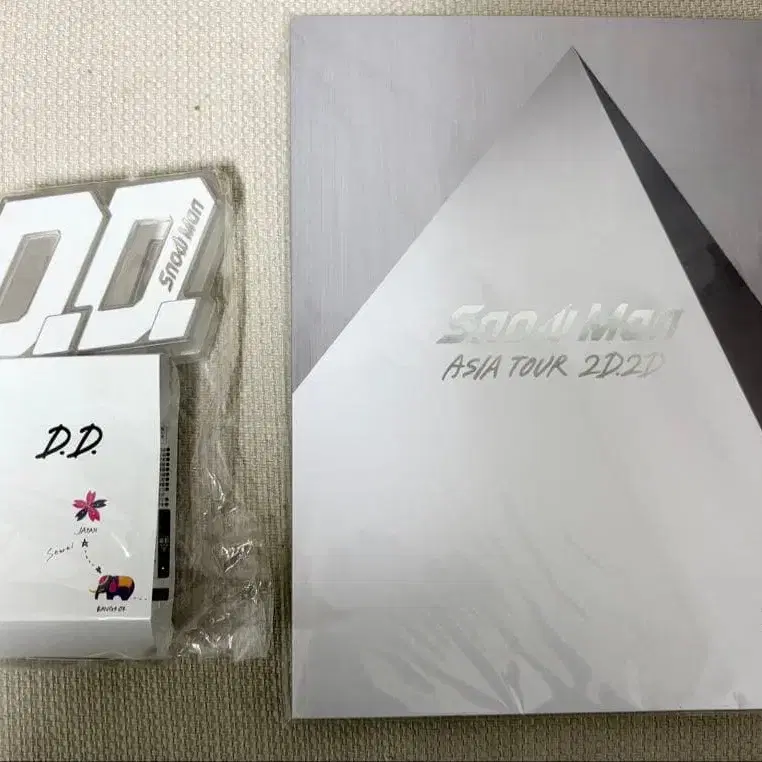 D.D.
Snow Man
D.D.
JAPAN
Seoul
BANGKOK
Snow Man
ASIA TOUR 2D.2D